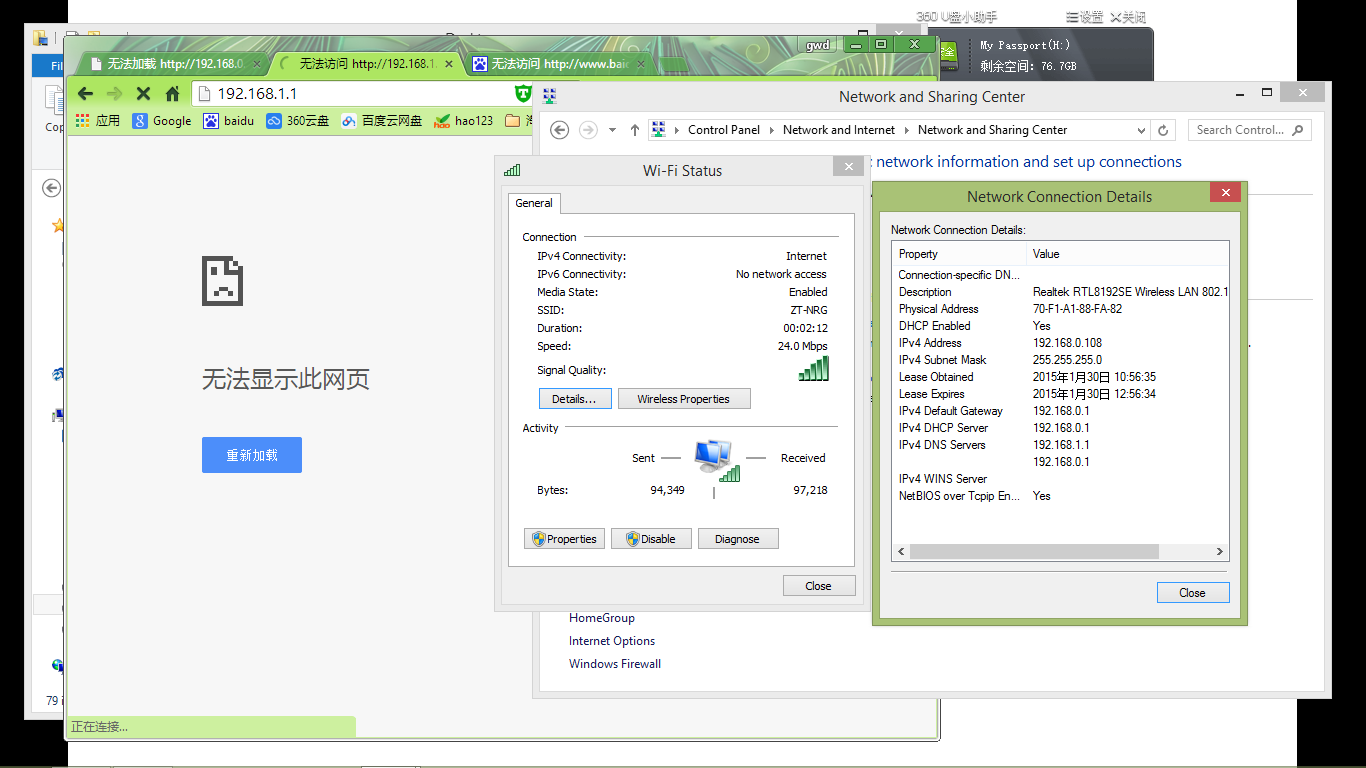 360 U盘小助手
设置 关闭
My Passport(H:)
剩余空间: 76.7GB
gwd
无法加载 http://192.168.0
无法访问 http://192.168.1.
无法访问 http://www.baid
192.168.1.1
应用
Google
baidu
360云盘
百度云网盘
hao123
无法显示此网页
重新加载
正在连接...
Network and Sharing Center
Control Panel
Network and Internet
Network and Sharing Center
Search Control...
network information and set up connections
HomeGroup
Internet Options
Windows Firewall
Wi-Fi Status
General
Connection
IPv4 Connectivity: Internet
IPv6 Connectivity: No network access
Media State: Enabled
SSID: ZT-NRG
Duration: 00:02:12
Speed: 24.0 Mbps
Signal Quality:
Details...
Wireless Properties
Activity
Sent
Received
Bytes: 94,349 97,218
Properties
Disable
Diagnose
Close
Network Connection Details
Network Connection Details:
Property Value
Connection-specific DN...
Description Realtek RTL8192SE Wireless LAN 802.1
Physical Address 70-F1-A1-88-FA-82
DHCP Enabled Yes
IPv4 Address 192.168.0.108
IPv4 Subnet Mask 255.255.255.0
Lease Obtained 2015年1月30日 10:56:35
Lease Expires 2015年1月30日 12:56:34
IPv4 Default Gateway 192.168.0.1
IPv4 DHCP Server 192.168.0.1
IPv4 DNS Servers 192.168.1.1
192.168.0.1
IPv4 WINS Server
NetBIOS over Tcpip En... Yes
Close
Fil
Cop
79 i